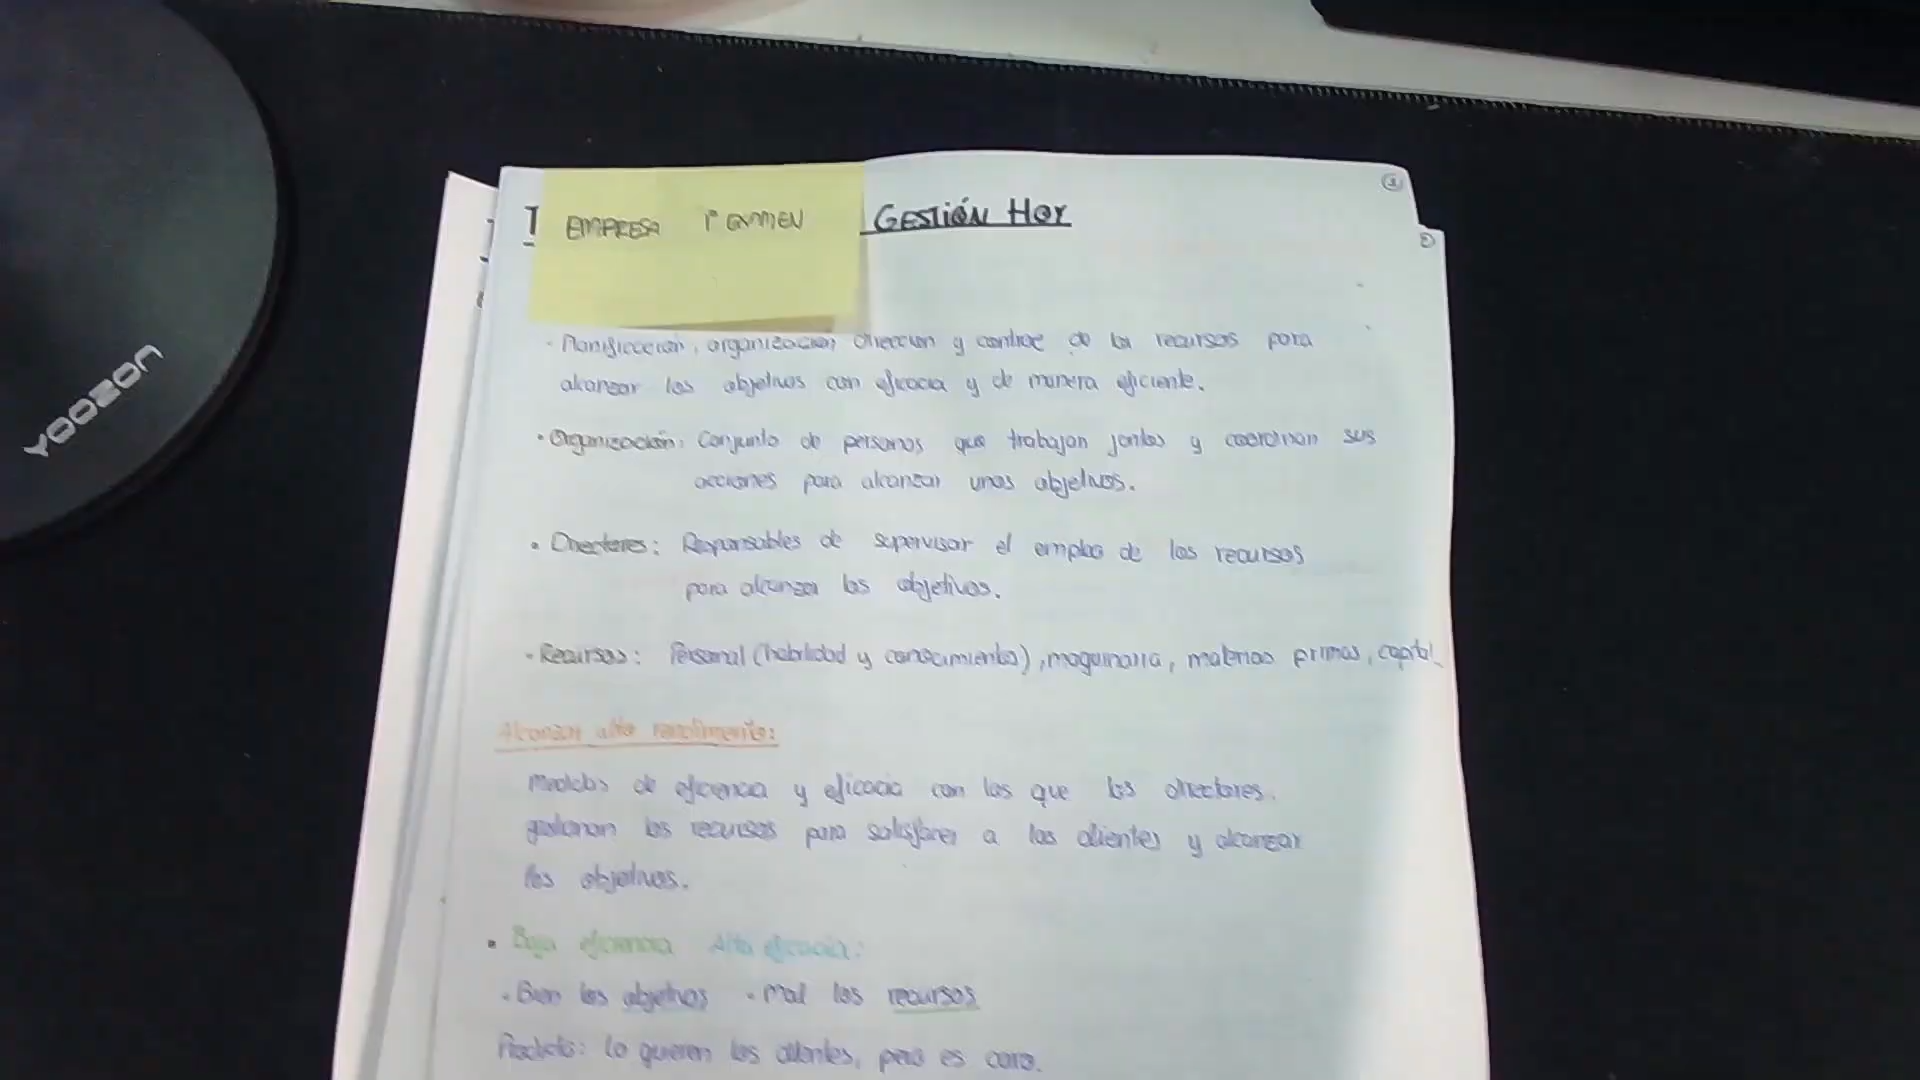 YOOZON
EMPRESA 1º EXAMEN
T
GESTIÓN HOY
1
2
· Planificación, organización, dirección y control de los recursos para
alcanzar los objetivos con eficacia y de manera eficiente.
· Organización: Conjunto de personas que trabajan juntas y coordinan sus
acciones para alcanzar unos objetivos.
· Directores: Responsables de supervisar el empleo de los recursos
para alcanzar los objetivos.
· Recursos: Personal (habilidad y conocimientos), maquinaria, materias primas, capital
Alcanzar alto rendimiento:
Medidas de eficiencia y eficacia con las que los directores
gestionan los recursos para satisfacer a los clientes y alcanzar
los objetivos.
· Baja eficiencia Alta eficacia:
· Bien los objetivos · Mal los recursos
Producto: lo quieren los clientes, pero es caro.